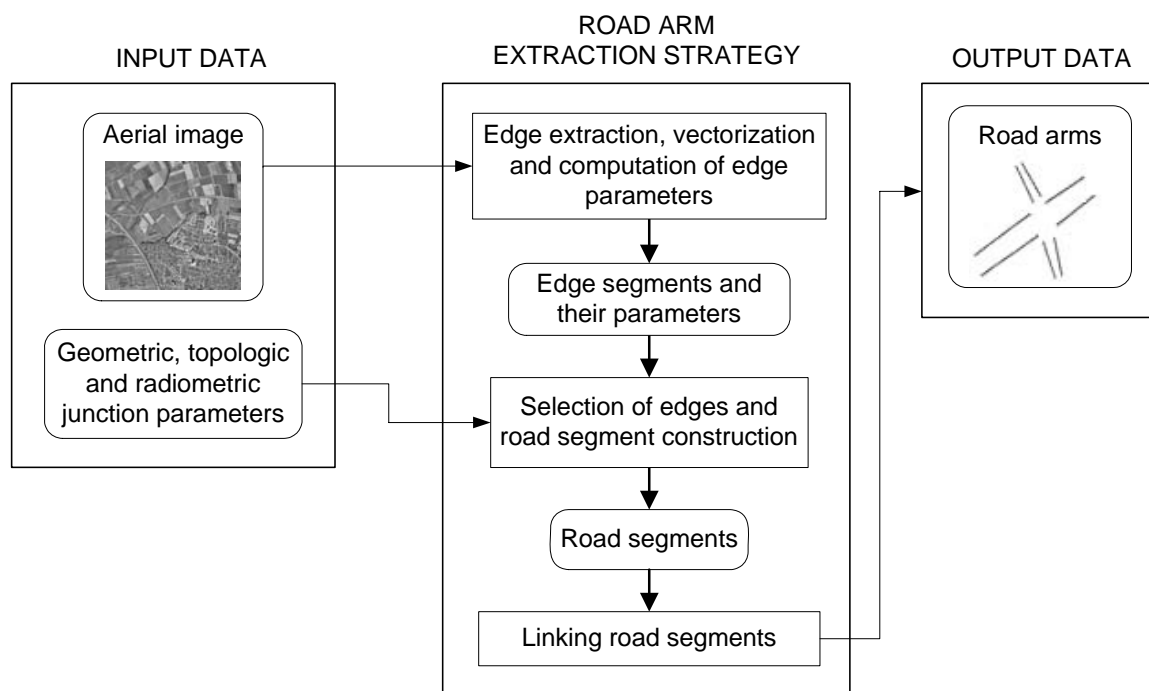 INPUT DATA
Aerial image
Geometric, topologic
and radiometric
junction parameters
ROAD ARM
EXTRACTION STRATEGY
Edge extraction, vectorization
and computation of edge
parameters
Edge segments and
their parameters
Selection of edges and
road segment construction
Road segments
Linking road segments
OUTPUT DATA
Road arms